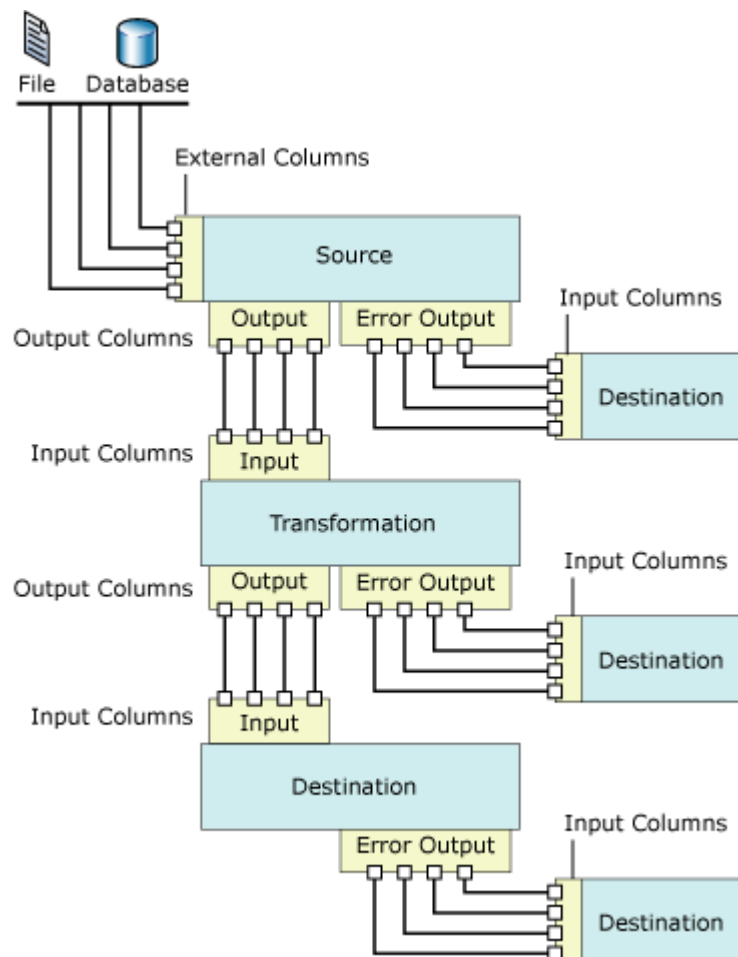 File Database
External Columns
Source
Input Columns
Output Error Output
Output Columns
Destination
Input Columns
Input
Transformation
Input Columns
Output Columns
Output Error Output
Destination
Input Columns
Input
Destination
Input Columns
Error Output
Destination